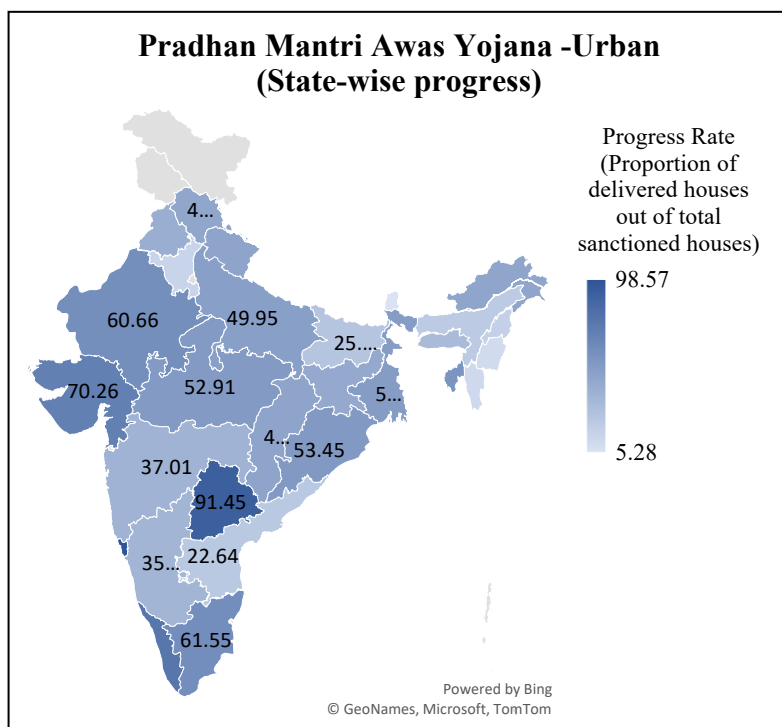 Pradhan Mantri Awas Yojana -Urban
(State-wise progress)
Progress Rate
(Proportion of
delivered houses
out of total
sanctioned houses)
98.57
5.28
4...
60.66
49.95
25....
70.26
52.91
5...
4...
53.45
37.01
91.45
35...
22.64
61.55
Powered by Bing
© GeoNames, Microsoft, TomTom